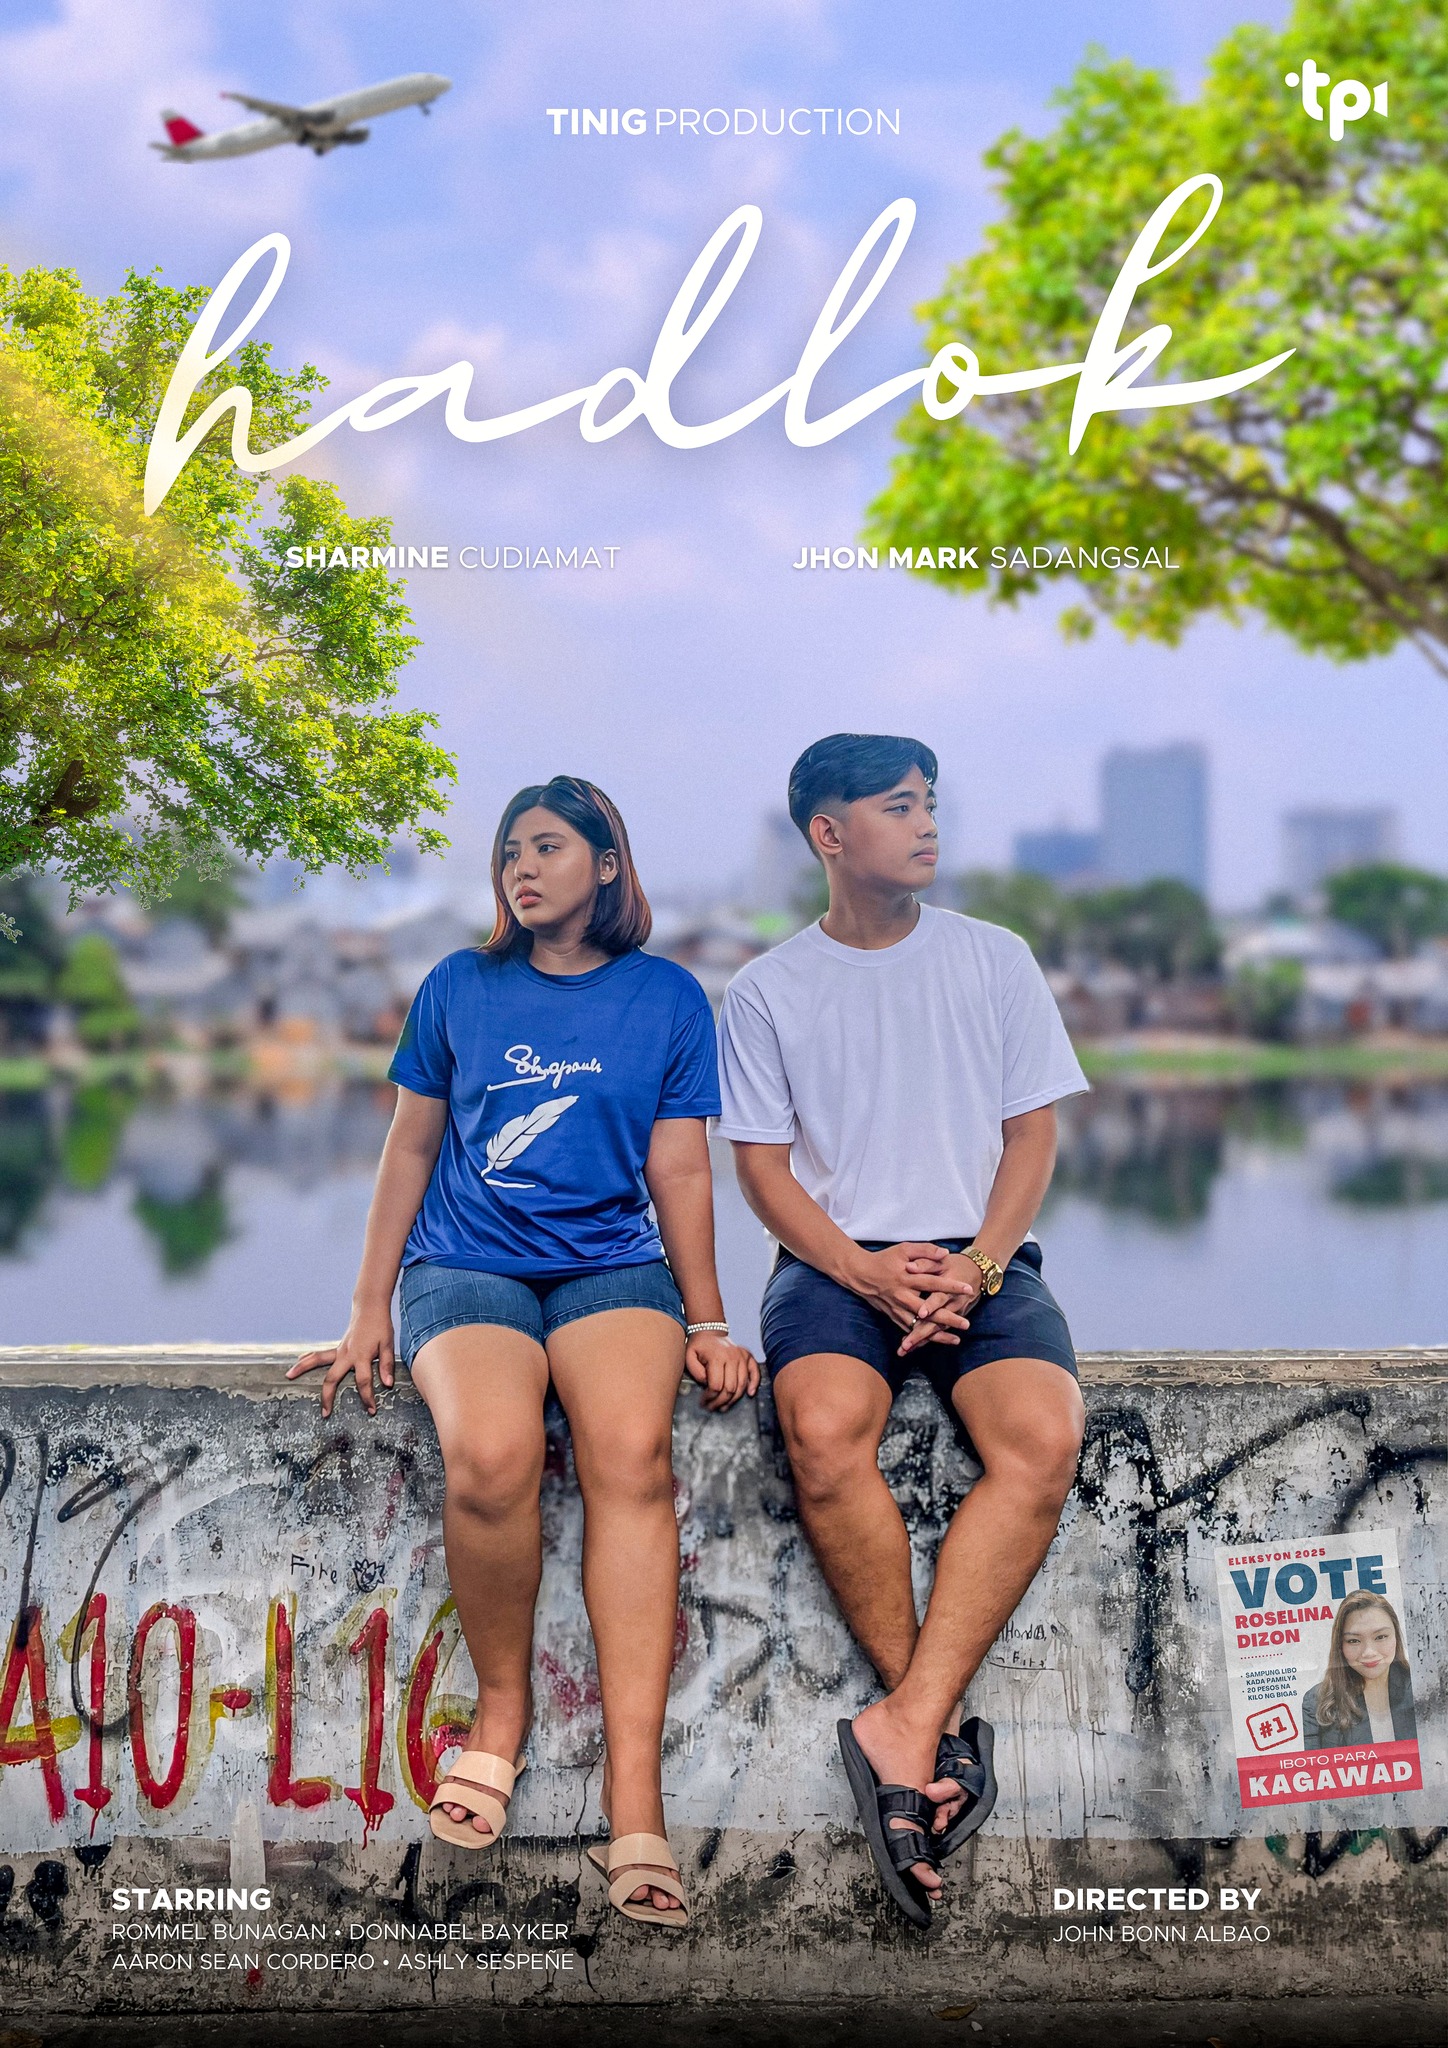 TINIG PRODUCTION
tp
hadlok
SHARMINE CUDIAMAT
JHON MARK SADANGSAL
Fire
A10-L16
ELEKSYON 2025
VOTE
ROSELINA
DIZON
• SAMPUNG LIBO
KADA PAMILYA
• 20 PESOS NA
KILO NG BIGAS
#1
IBOTO PARA
KAGAWAD
STARRING
ROMMEL BUNAGAN • DONNABEL BAYKER
AARON SEAN CORDERO • ASHLY SESPEÑE
DIRECTED BY
JOHN BONN ALBAO